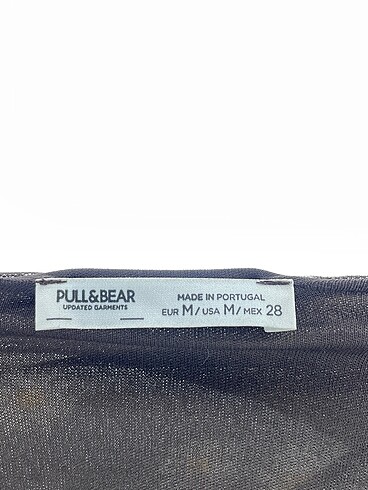 PULL&BEAR
UPDATED GARMENTS
MADE IN PORTUGAL
EUR M/USA M/MEX 28